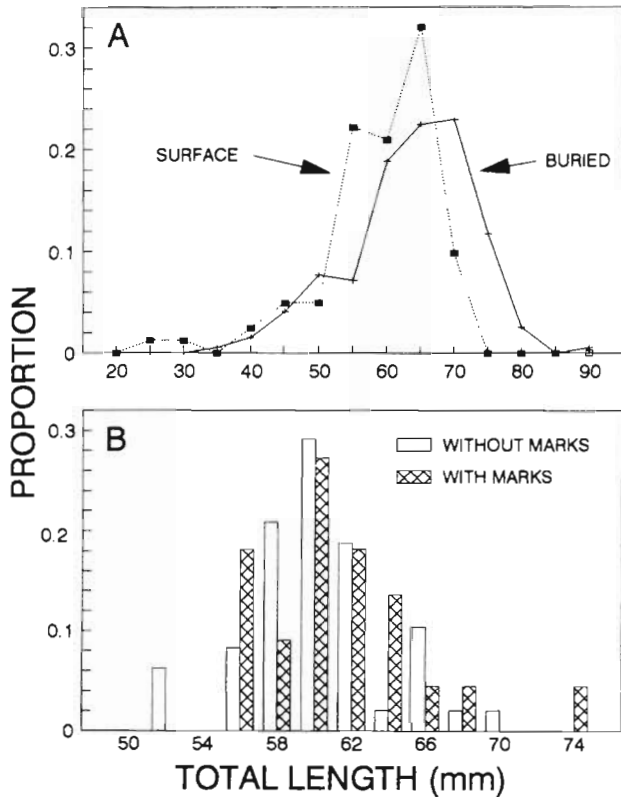 A
0.3
0.2
0.1
0
SURFACE
BURIED
20 30 40 50 60 70 80 90
PROPORTION
B
0.3
0.2
0.1
0
WITHOUT MARKS
WITH MARKS
50 54 58 62 66 70 74
TOTAL LENGTH (mm)